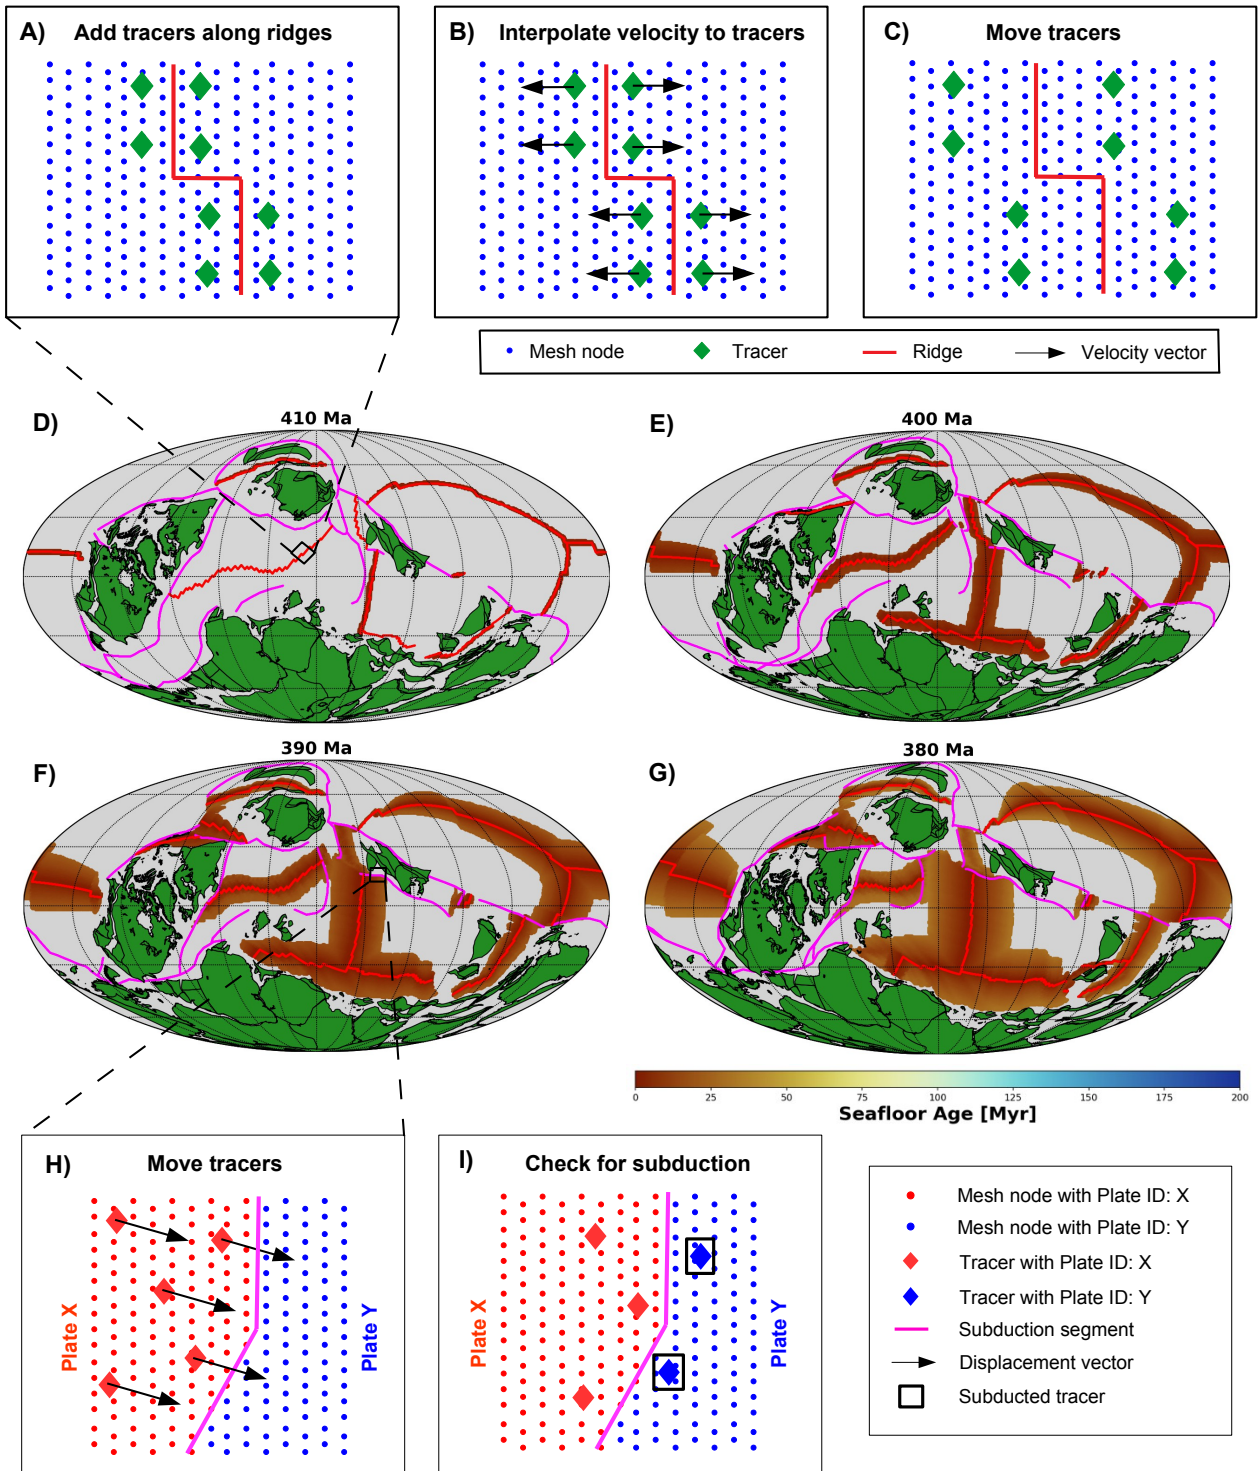 A) Add tracers along ridges
B) Interpolate velocity to tracers
C) Move tracers
Mesh node
Tracer
Ridge
Velocity vector
D)
410 Ma
E)
400 Ma
F)
390 Ma
G)
380 Ma
0 25 50 75 100 125 150 175 200
Seafloor Age [Myr]
H) Move tracers
Plate X
Plate Y
I) Check for subduction
Plate X
Plate Y
Mesh node with Plate ID: X
Mesh node with Plate ID: Y
Tracer with Plate ID: X
Tracer with Plate ID: Y
Subduction segment
Displacement vector
Subducted tracer